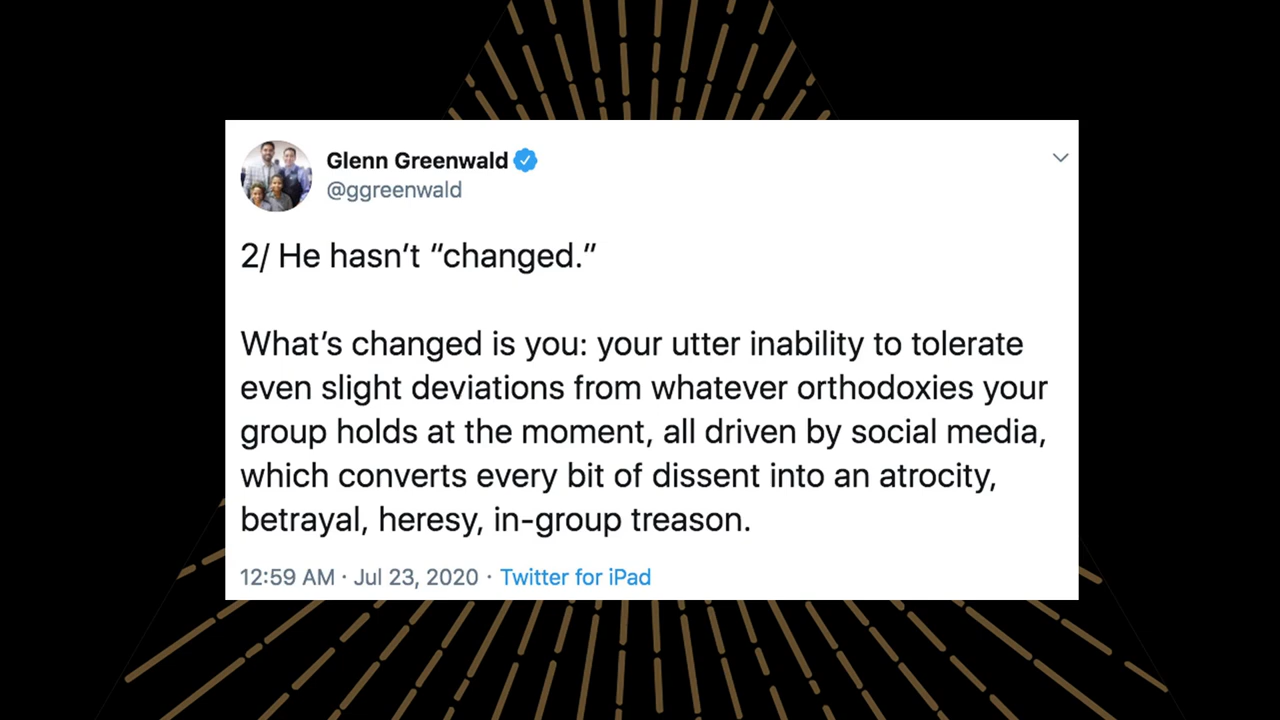 Glenn Greenwald
@ggreenwald
2/ He hasn’t “changed.”
What’s changed is you: your utter inability to tolerate
even slight deviations from whatever orthodoxies your
group holds at the moment, all driven by social media,
which converts every bit of dissent into an atrocity,
betrayal, heresy, in-group treason.
12:59 AM · Jul 23, 2020 · Twitter for iPad